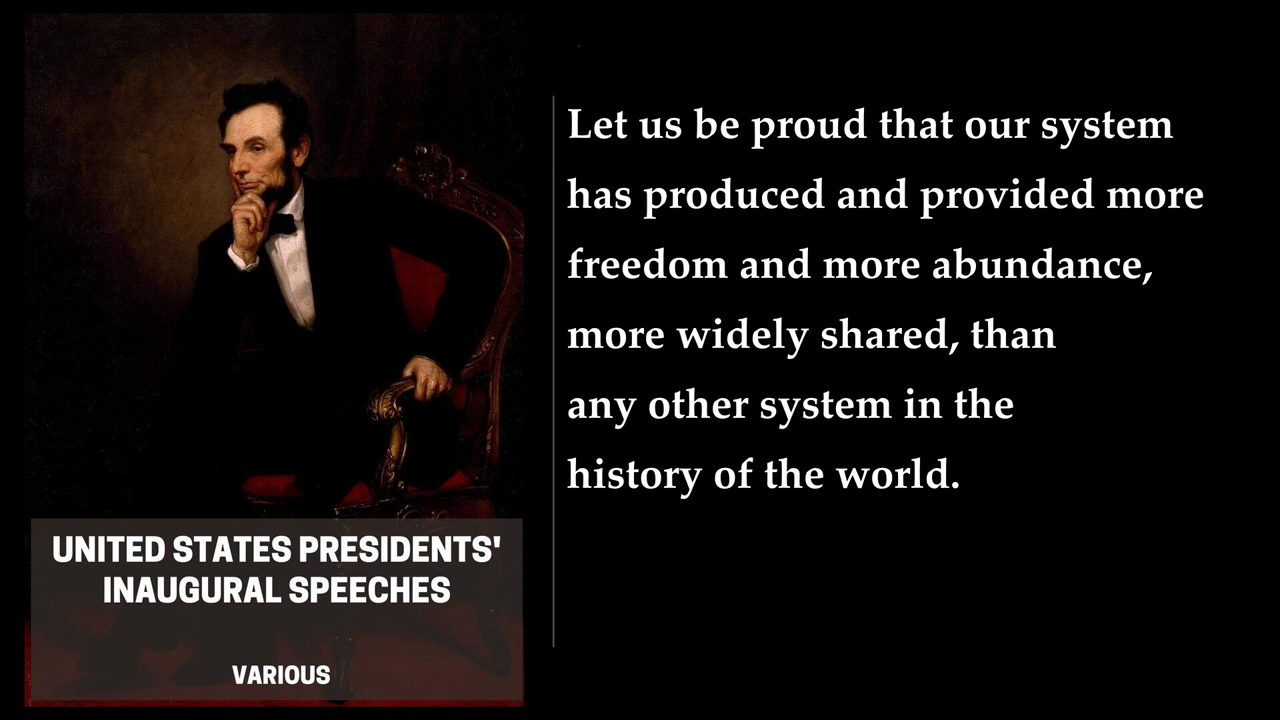 Let us be proud that our system
has produced and provided more
freedom and more abundance,
more widely shared, than
any other system in the
history of the world.
UNITED STATES PRESIDENTS'
INAUGURAL SPEECHES
VARIOUS